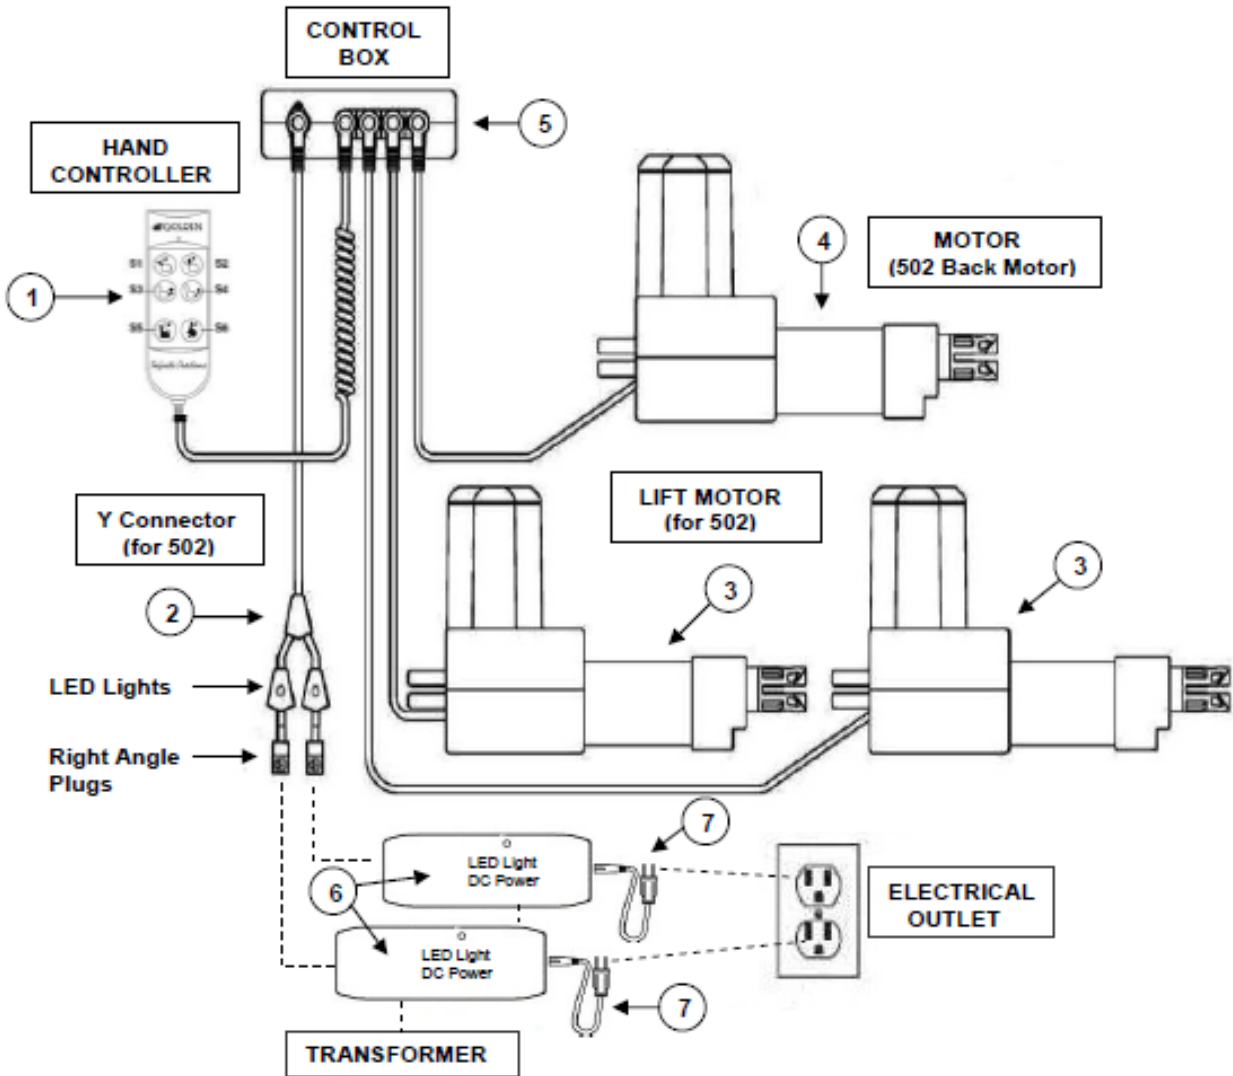 CONTROL
BOX
5
HAND
CONTROLLER
GOLDEN
S1
S2
S3
S4
S5
S6
1
4
MOTOR
(502 Back Motor)
LIFT MOTOR
(for 502)
Y Connector
(for 502)
3
3
2
LED Lights
Right Angle
Plugs
7
LED Light
DC Power
6
ELECTRICAL
OUTLET
LED Light
DC Power
7
TRANSFORMER